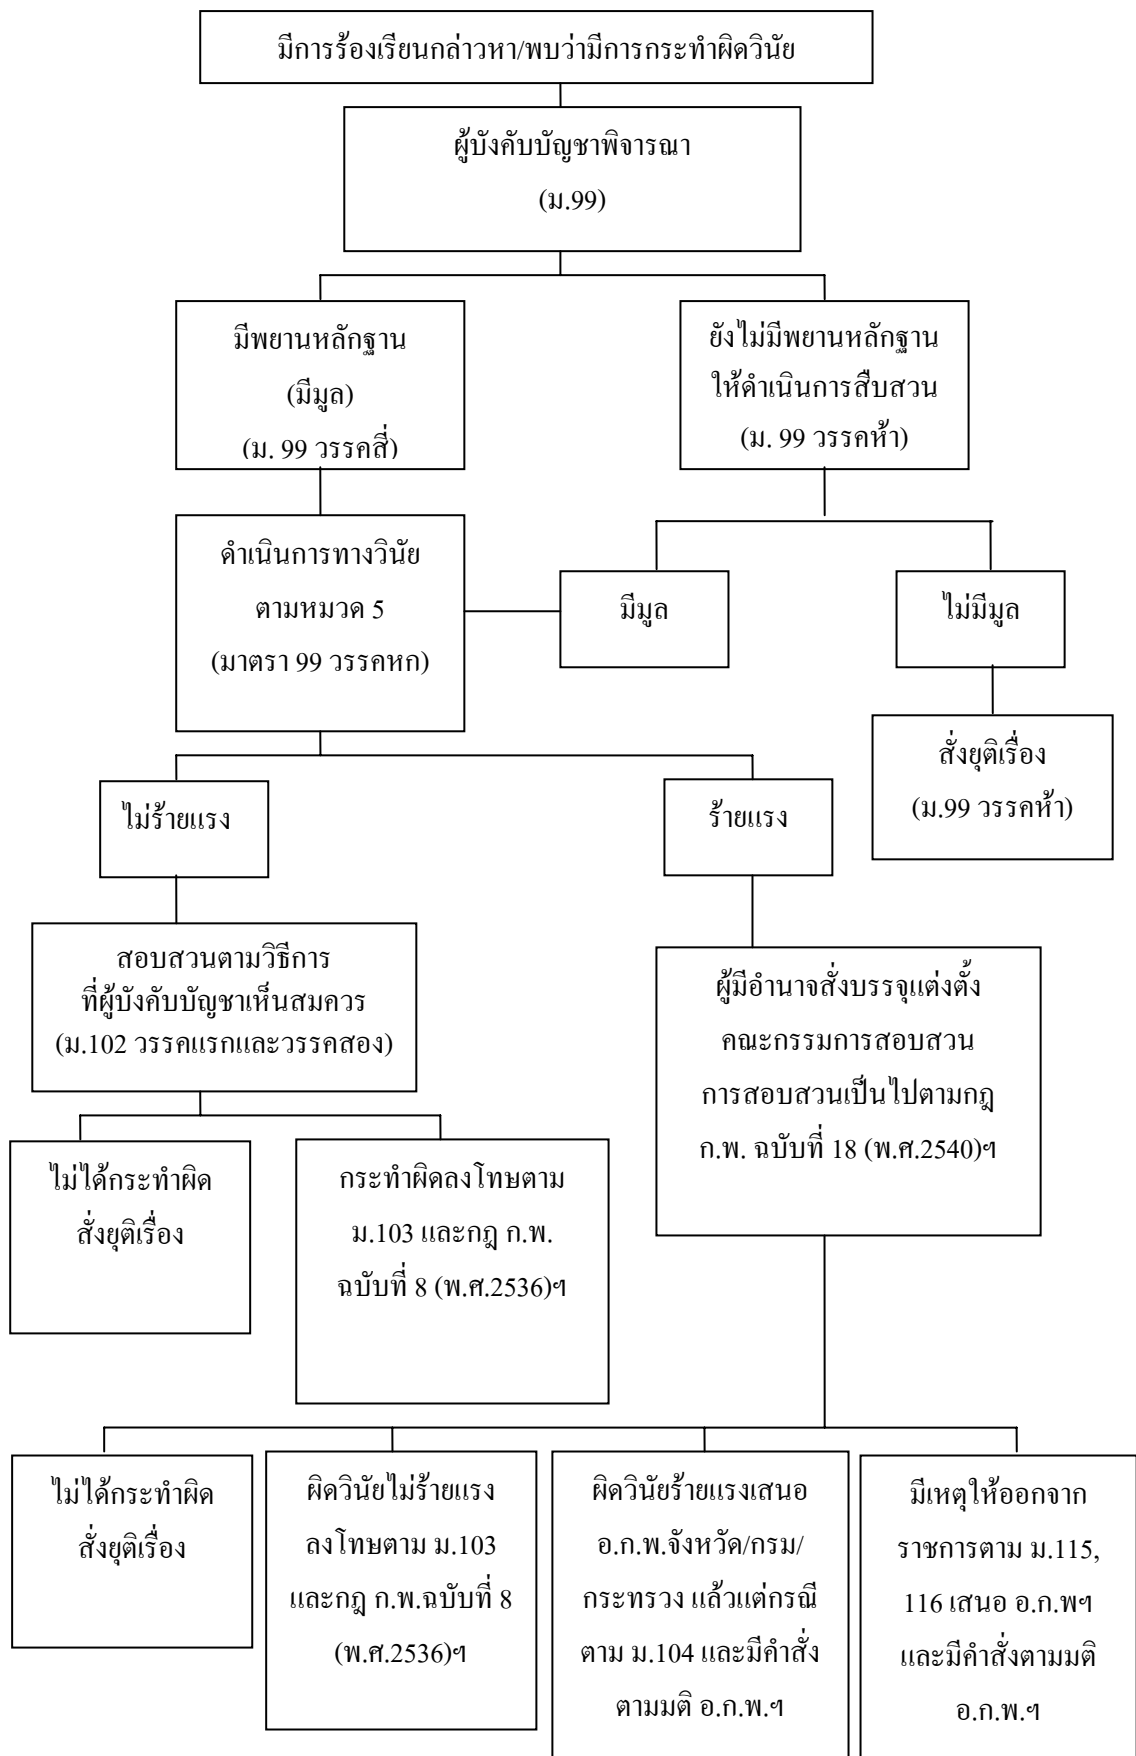 มีการร้องเรียนกล่าวหา/พบว่ามีการกระทำผิดวินัย
ผู้บังคับบัญชาพิจารณา
(ม.99)
มีพยานหลักฐาน
(มีมูล)
(ม. 99 วรรคสี่)
ยังไม่มีพยานหลักฐาน
ให้ดำเนินการสืบสวน
(ม. 99 วรรคห้า)
ดำเนินการทางวินัย
ตามหมวด 5
(มาตรา 99 วรรคหก)
มีมูล
ไม่มีมูล
สั่งยุติเรื่อง
(ม.99 วรรคห้า)
ไม่ร้ายแรง
ร้ายแรง
สอบสวนตามวิธีการ
ที่ผู้บังคับบัญชาเห็นสมควร
(ม.102 วรรคแรกและวรรคสอง)
ผู้มีอำนาจสั่งบรรจุแต่งตั้ง
คณะกรรมการสอบสวน
การสอบสวนเป็นไปตามกฎ
ก.พ. ฉบับที่ 18 (พ.ศ.2540)ฯ
ไม่ได้กระทำผิด
สั่งยุติเรื่อง
กระทำผิดลงโทษตาม
ม.103 และกฎ ก.พ.
ฉบับที่ 8 (พ.ศ.2536)ฯ
ไม่ได้กระทำผิด
สั่งยุติเรื่อง
ผิดวินัยไม่ร้ายแรง
ลงโทษตาม ม.103
และกฎ ก.พ.ฉบับที่ 8
(พ.ศ.2536)ฯ
ผิดวินัยร้ายแรงเสนอ
อ.ก.พ.จังหวัด/กรม/
กระทรวง แล้วแต่กรณี
ตาม ม.104 และมีคำสั่ง
ตามมติ อ.ก.พ.ฯ
มีเหตุให้ออกจาก
ราชการตาม ม.115,
116 เสนอ อ.ก.พฯ
และมีคำสั่งตามมติ
อ.ก.พ.ฯ